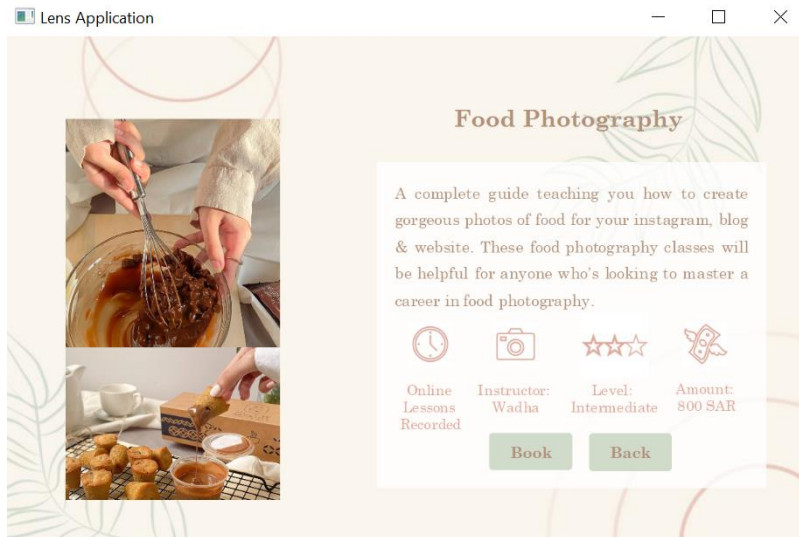 Lens Application
Food Photography
A complete guide teaching you how to create
gorgeous photos of food for your instagram, blog
& website. These food photography classes will
be helpful for anyone who's looking to master a
career in food photography.
Online
Lessons
Recorded
Instructor:
Wadha
Level:
Intermediate
Amount:
800 SAR
Book
Back